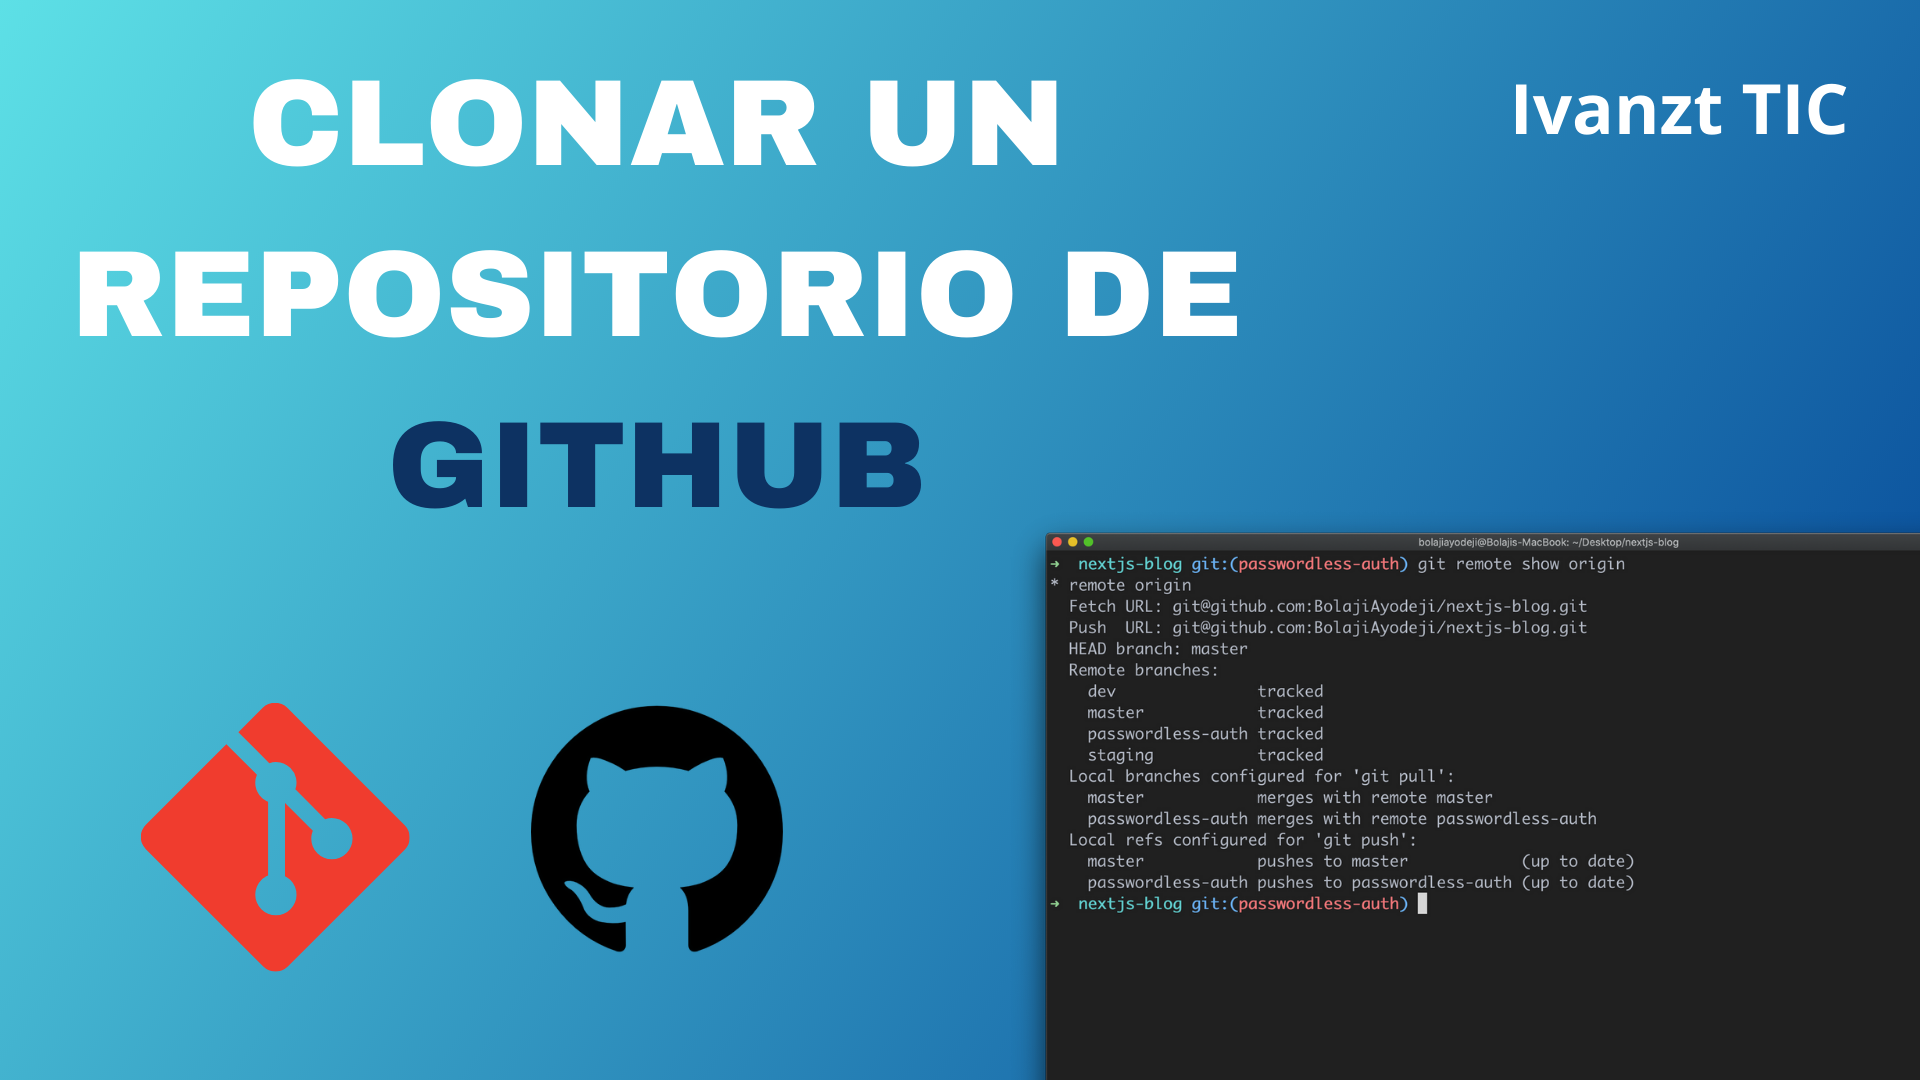 CLONAR UN
REPOSITORIO DE
GITHUB
Ivanzt TIC
bolajiayodeji@Bolajis-MacBook: ~/Desktop/nextjs-blog
➜  nextjs-blog git:(passwordless-auth) git remote show origin
* remote origin
  Fetch URL: git@github.com:BolajiAyodeji/nextjs-blog.git
  Push  URL: git@github.com:BolajiAyodeji/nextjs-blog.git
  HEAD branch: master
  Remote branches:
    dev               tracked
    master            tracked
    passwordless-auth tracked
    staging           tracked
  Local branches configured for 'git pull':
    master            merges with remote master
    passwordless-auth merges with remote passwordless-auth
  Local refs configured for 'git push':
    master            pushes to master            (up to date)
    passwordless-auth pushes to passwordless-auth (up to date)
➜  nextjs-blog git:(passwordless-auth)